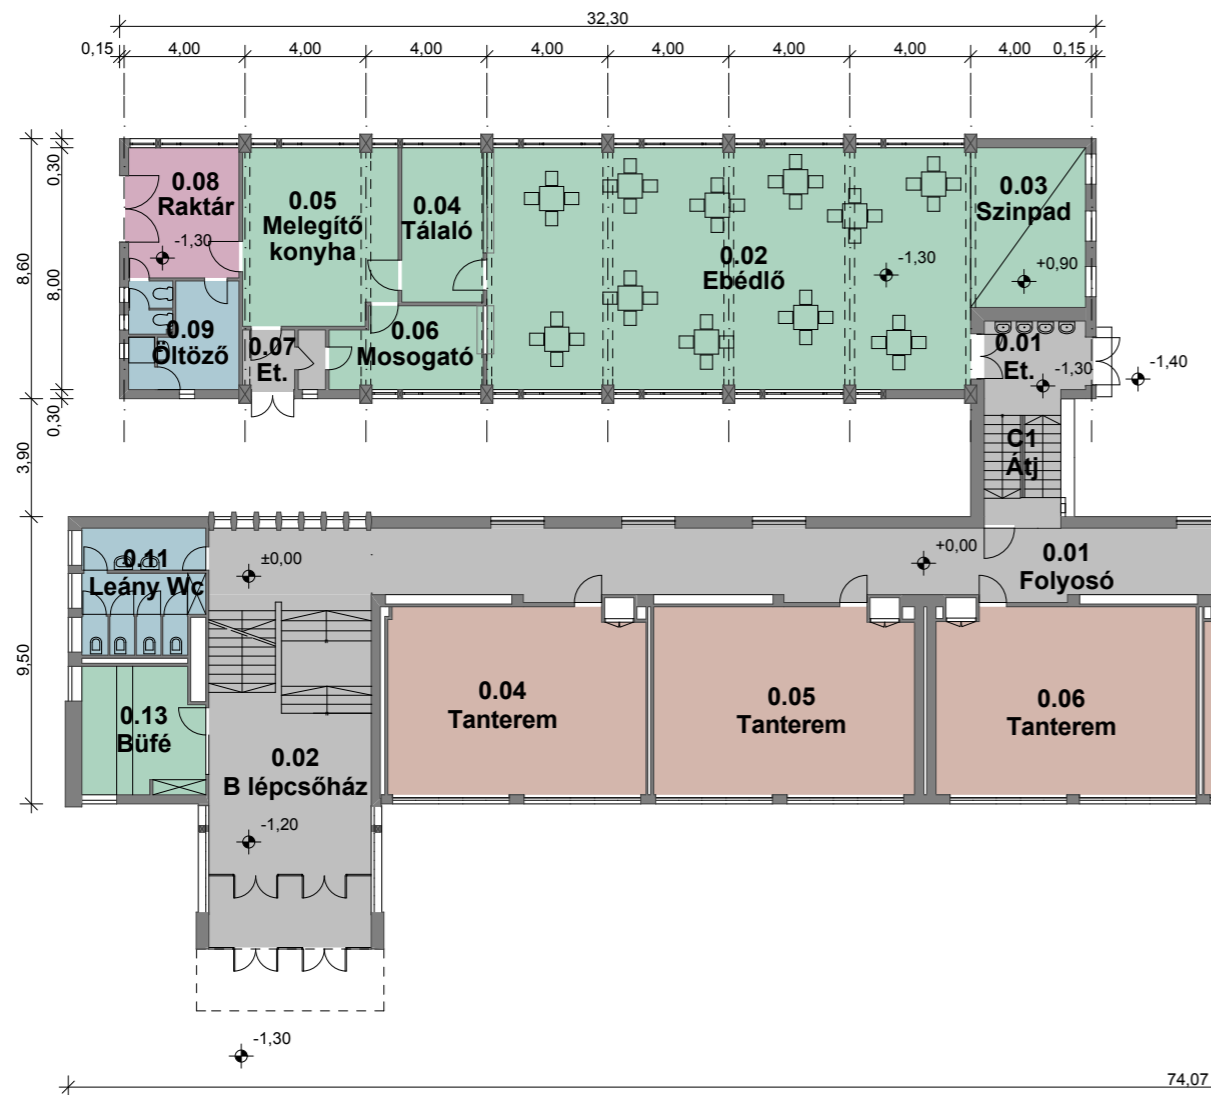 32,30
0,15 4,00 4,00 4,00 4,00 4,00 4,00 4,00 4,00 0,15
0,30
8,60
8,00
0,30
3,90
9,50
0.08
Raktár
-1,30
0.05
Melegítő
konyha
0.04
Tálaló
0.02
Ebédlő
-1,30
0.03
Szinpad
+0,90
0.09
Öltöző
0.07
Et.
0.06
Mosogató
0.01
Et.
-1,30
-1,40
C1
Átj
0.11
Leány Wc
±0,00
+0,00
0.01
Folyosó
0.04
Tanterem
0.05
Tanterem
0.06
Tanterem
0.13
Büfé
0.02
B lépcsőház
-1,20
-1,30
74,07